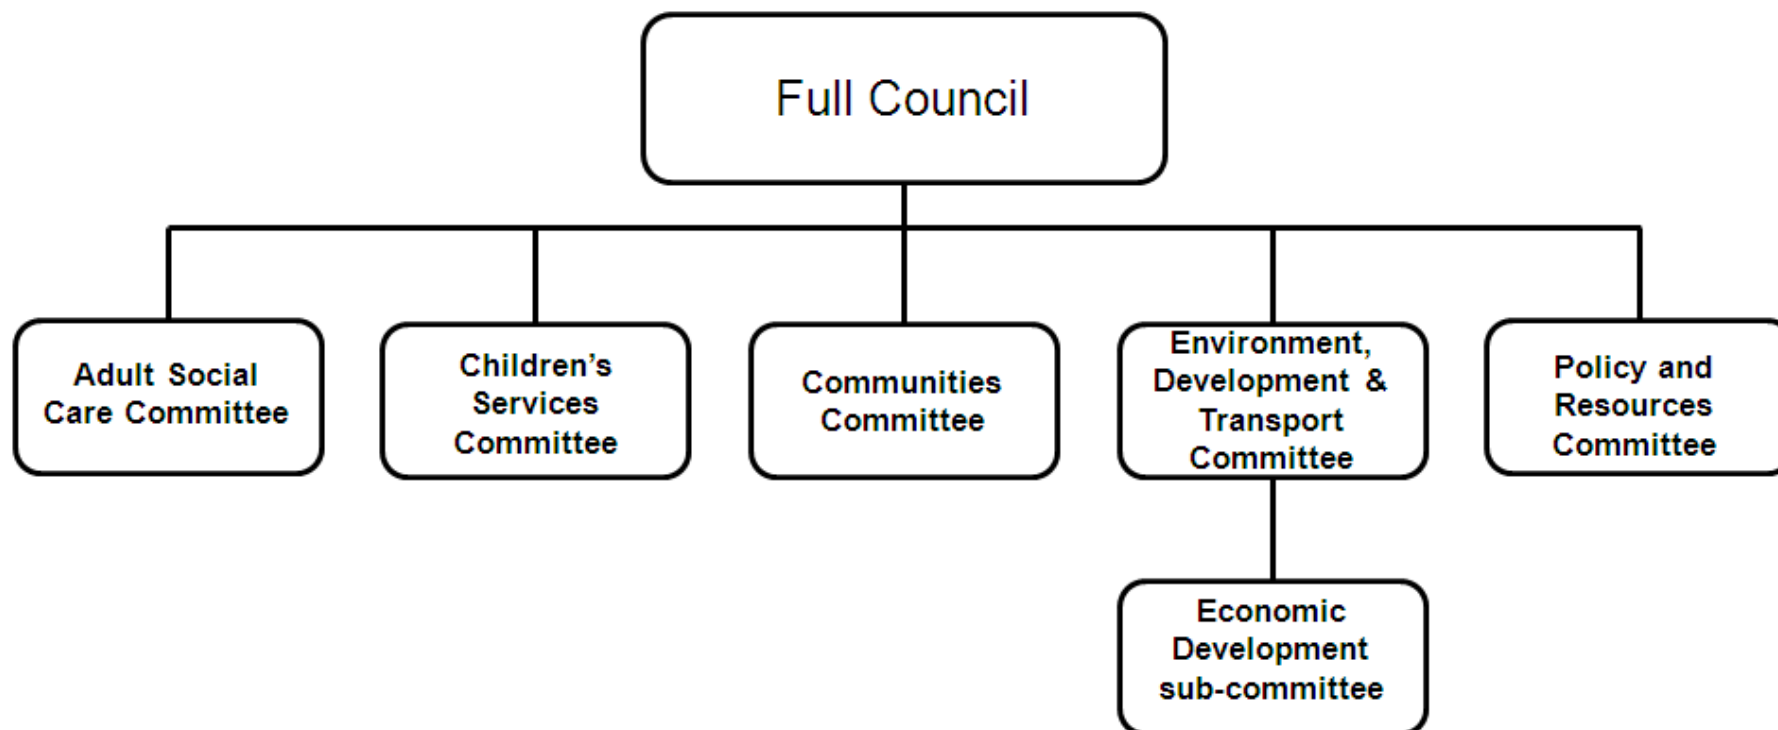 Full Council
Adult Social
Care Committee
Children’s
Services
Committee
Communities
Committee
Environment,
Development &
Transport
Committee
Policy and
Resources
Committee
Economic
Development
sub-committee